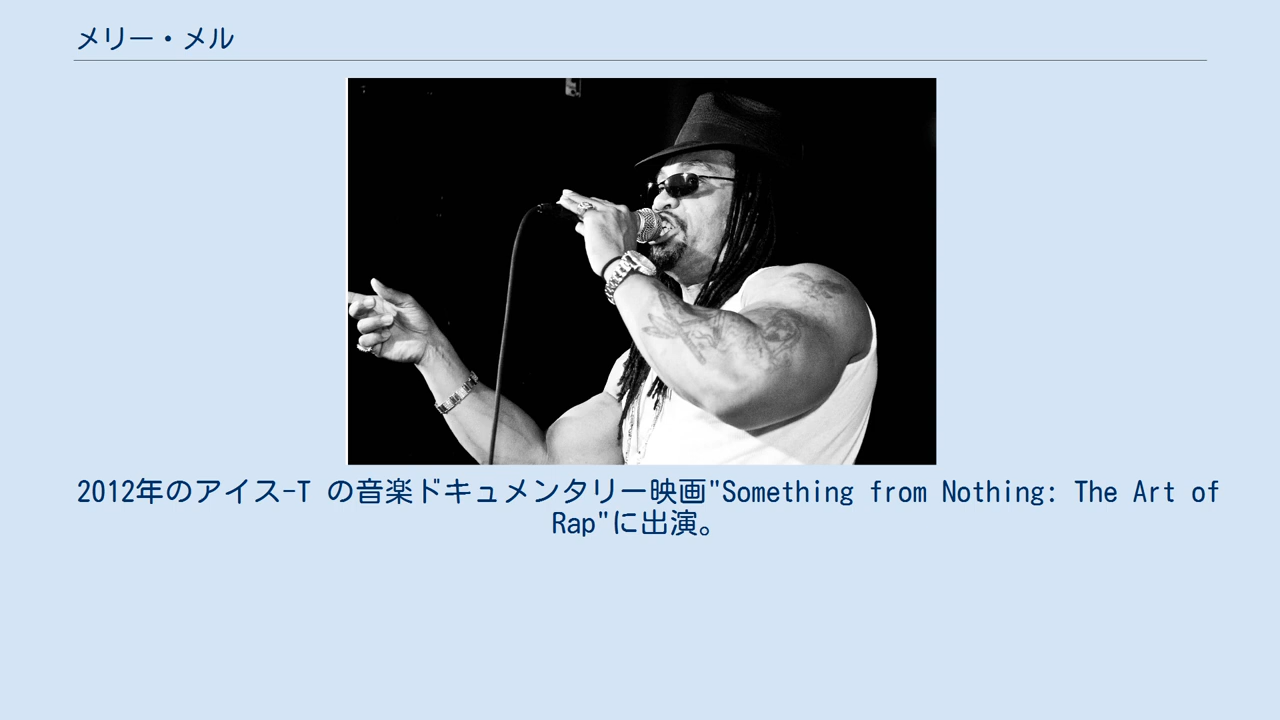 メリー・メル
2012年のアイス-T の音楽ドキュメンタリー映画"Something from Nothing: The Art of
Rap"に出演。